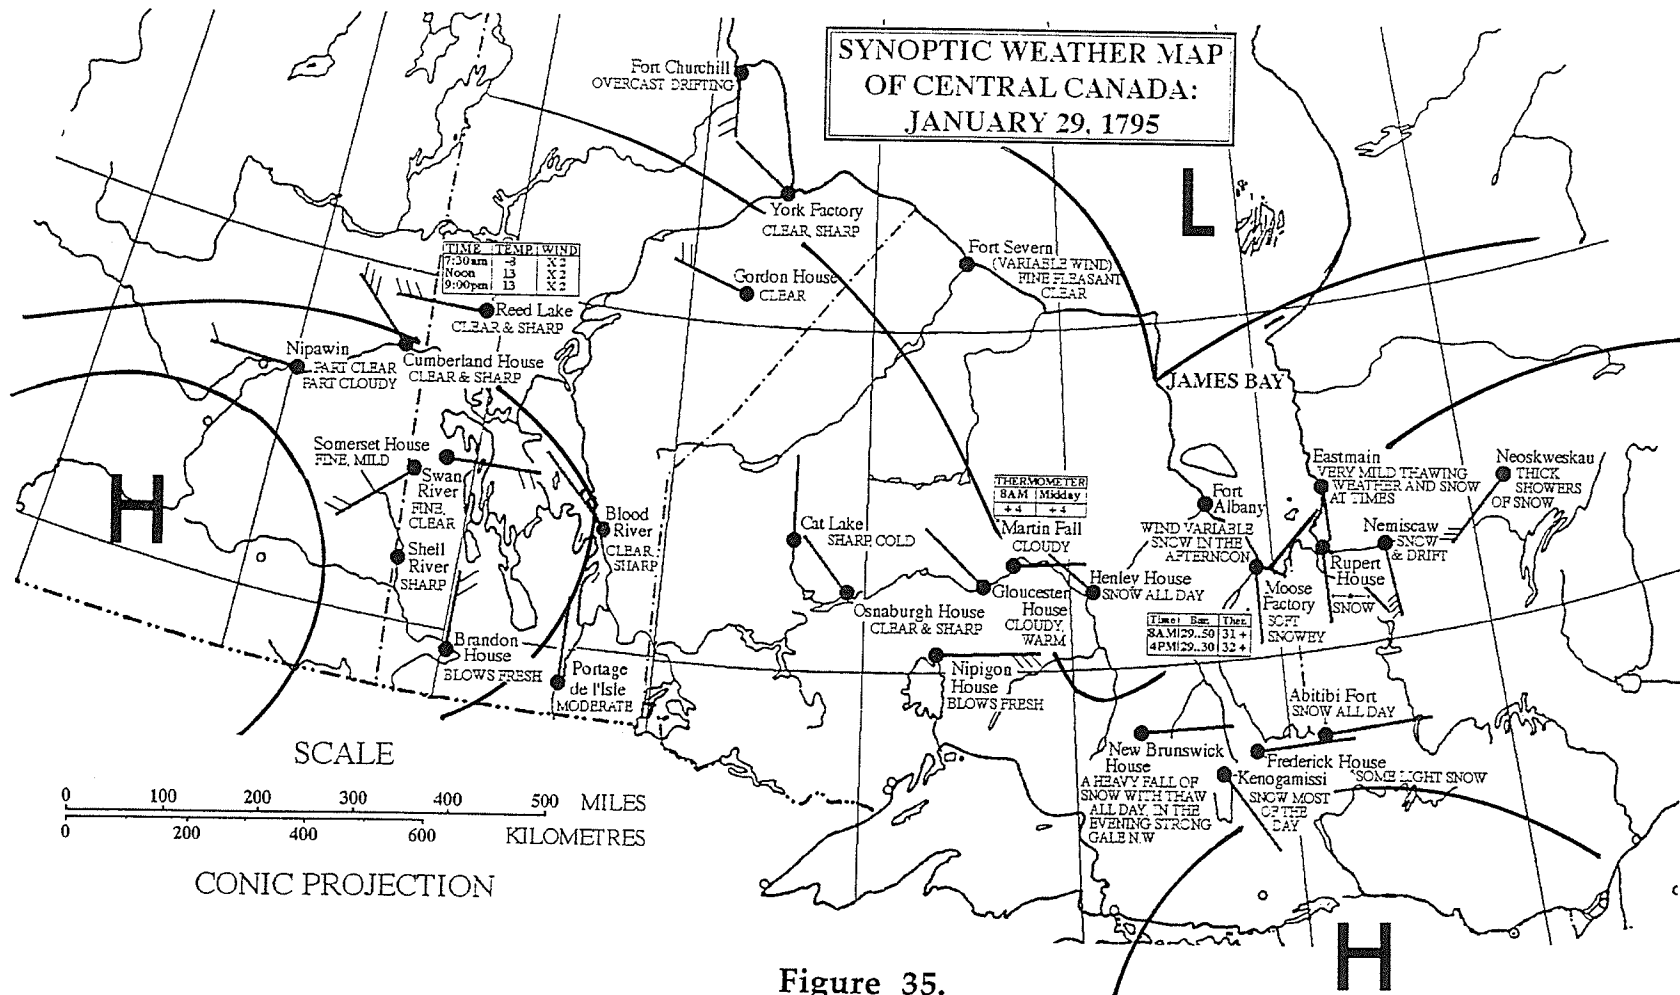 SYNOPTIC WEATHER MAP
OF CENTRAL CANADA:
JANUARY 29, 1795
Fort Churchill
OVERCAST DRIFTING
L
York Factory
CLEAR, SHARP
Fort Severn
(VARIABLE WIND)
FINE PLEASANT
CLEAR
TIME TEMP. WIND
7:30am -8 X 2
Noon 13 X 2
9:00pm 13 X 2
Gordon House
CLEAR
Reed Lake
CLEAR & SHARP
Nipawin
PART CLEAR
PART CLOUDY
Cumberland House
CLEAR & SHARP
JAMES BAY
Somerset House
FINE, MILD
Swan
River
FINE,
CLEAR
H
Shell
River
SHARP
Blood
River
CLEAR,
SHARP
Cat Lake
SHARP, COLD
THERMOMETER
8AM Midday
+4 +4
Martin Fall
CLOUDY
Fort
Albany
WIND VARIABLE
SNOW IN THE
AFTERNOON
Eastmain
VERY MILD THAWING
WEATHER AND SNOW
AT TIMES
Neoskweskau
THICK
SHOWERS
OF SNOW
Nemiscaw
SNOW
& DRIFT
Rupert
House
SNOW
Henley House
SNOW ALL DAY
Moose
Factory
SOFT
SNOWEY
Osnaburgh House
CLEAR & SHARP
Gloucester
House
CLOUDY,
WARM
Time Bar. Ther.
8AM 29..50 31 +
4PM 29..30 32 +
Brandon
House
BLOWS FRESH
Portage
de l'Isle
MODERATE
Nipigon
House
BLOWS FRESH
Abitibi Fort
SNOW ALL DAY
New Brunswick
House
A HEAVY FALL OF
SNOW WITH THAW
ALL DAY, IN THE
EVENING STRONG
GALE N.W
Frederick House
SOME LIGHT SNOW
Kenogamissi
SNOW MOST
OF THE
DAY
SCALE
0 100 200 300 400 500 MILES
0 200 400 600 KILOMETRES
CONIC PROJECTION
H
Figure 35.